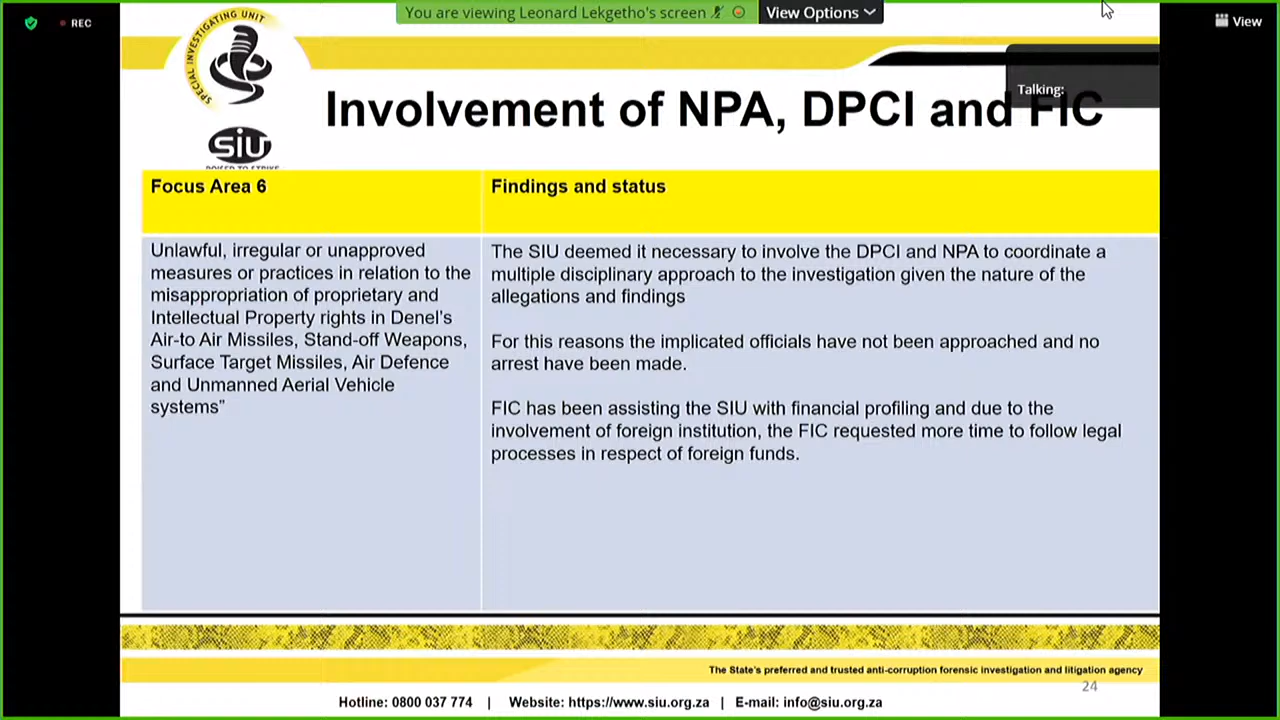 You are viewing Leonard Lekgetho's screen
View Options
REC
View
Talking:
SPECIAL INVESTIGATING UNIT
SIU
POISED TO STRIKE
Involvement of NPA, DPCI and FIC
Focus Area 6
Findings and status
Unlawful, irregular or unapproved
measures or practices in relation to the
misappropriation of proprietary and
Intellectual Property rights in Denel's
Air-to Air Missiles, Stand-off Weapons,
Surface Target Missiles, Air Defence
and Unmanned Aerial Vehicle
systems”
The SIU deemed it necessary to involve the DPCI and NPA to coordinate a
multiple disciplinary approach to the investigation given the nature of the
allegations and findings
For this reasons the implicated officials have not been approached and no
arrest have been made.
FIC has been assisting the SIU with financial profiling and due to the
involvement of foreign institution, the FIC requested more time to follow legal
processes in respect of foreign funds.
The State's preferred and trusted anti-corruption forensic investigation and litigation agency
24
Hotline: 0800 037 774 | Website: https://www.siu.org.za | E-mail: info@siu.org.za